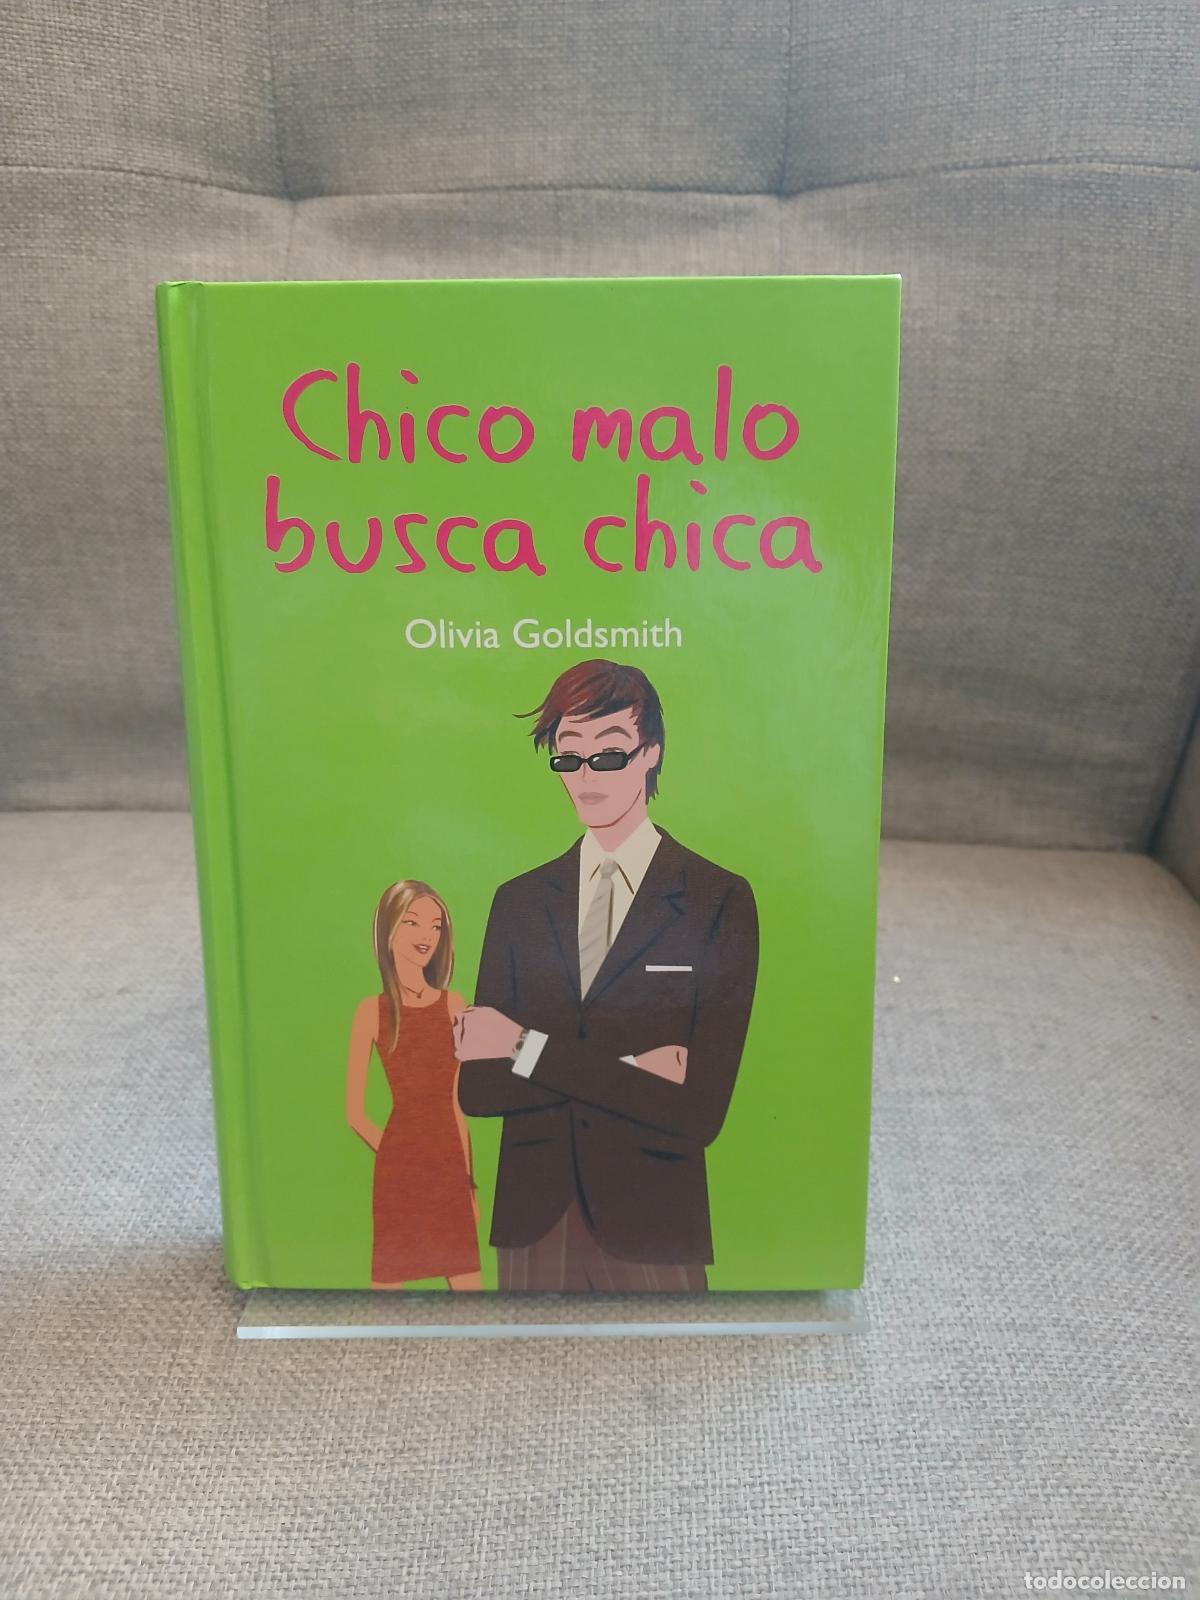 Chico malo
busca chica
Olivia Goldsmith
todocoleccion